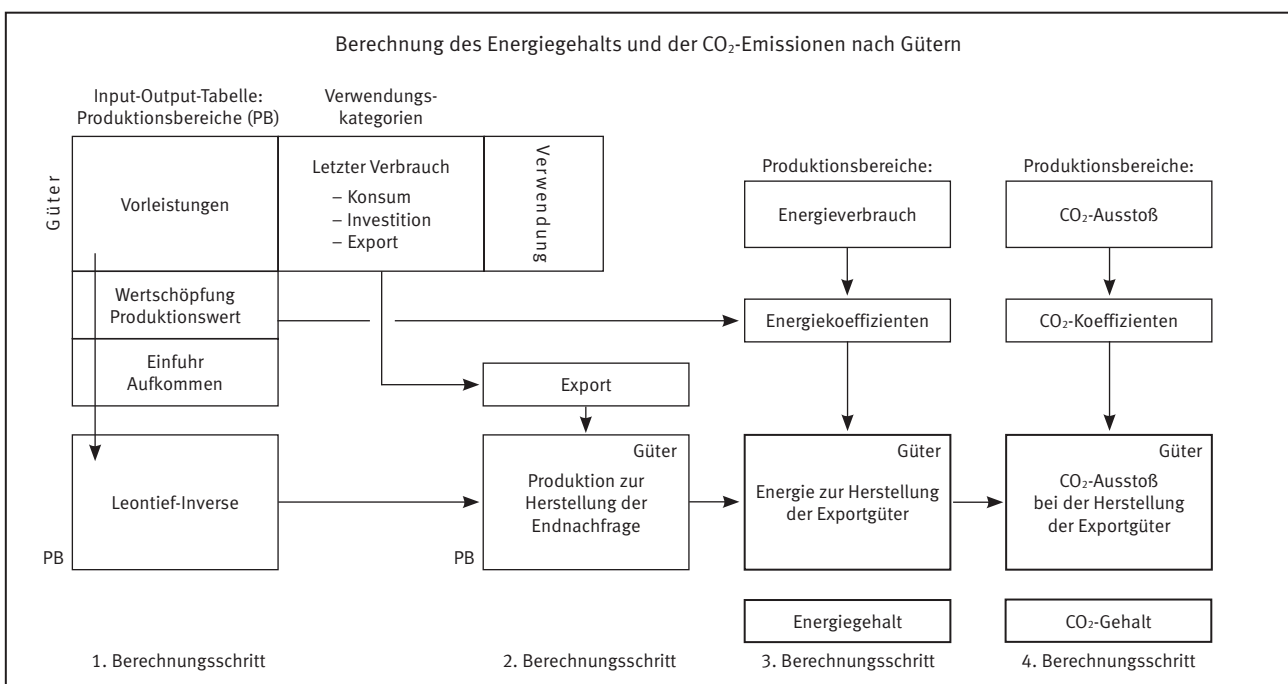 Berechnung des Energiegehalts und der CO₂-Emissionen nach Gütern
Input-Output-Tabelle:
Produktionsbereiche (PB)
Verwendungs-
kategorien
Güter
Vorleistungen
Letzter Verbrauch
– Konsum
– Investition
– Export
Verwendung
Produktionsbereiche:
Energieverbrauch
Produktionsbereiche:
CO₂-Ausstoß
Wertschöpfung
Produktionswert
Energiekoeffizienten
CO₂-Koeffizienten
Einfuhr
Aufkommen
Export
Leontief-Inverse
PB
Güter
Produktion zur
Herstellung der
Endnachfrage
PB
Güter
Energie zur Herstellung
der Exportgüter
Güter
CO₂-Ausstoß
bei der Herstellung
der Exportgüter
Energiegehalt
CO₂-Gehalt
1. Berechnungsschritt
2. Berechnungsschritt
3. Berechnungsschritt
4. Berechnungsschritt